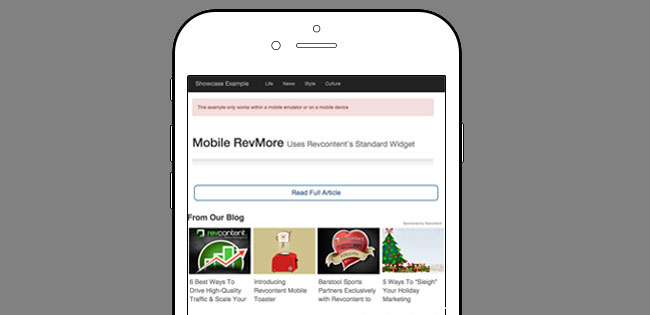 Showcase Example Life News Style Culture
This example only works within a mobile emulator or on a mobile device
Mobile RevMore Uses Revcontent's Standard Widget
Read Full Article
From Our Blog
Sponsored by Revcontent
revcontent
6 Best Ways To
Drive High-Quality
Traffic & Scale Your
Introducing
Revcontent Mobile
Toaster
Barstool Sports
Partners Exclusively
with Revcontent to
5 Ways To "Sleigh"
Your Holiday
Marketing